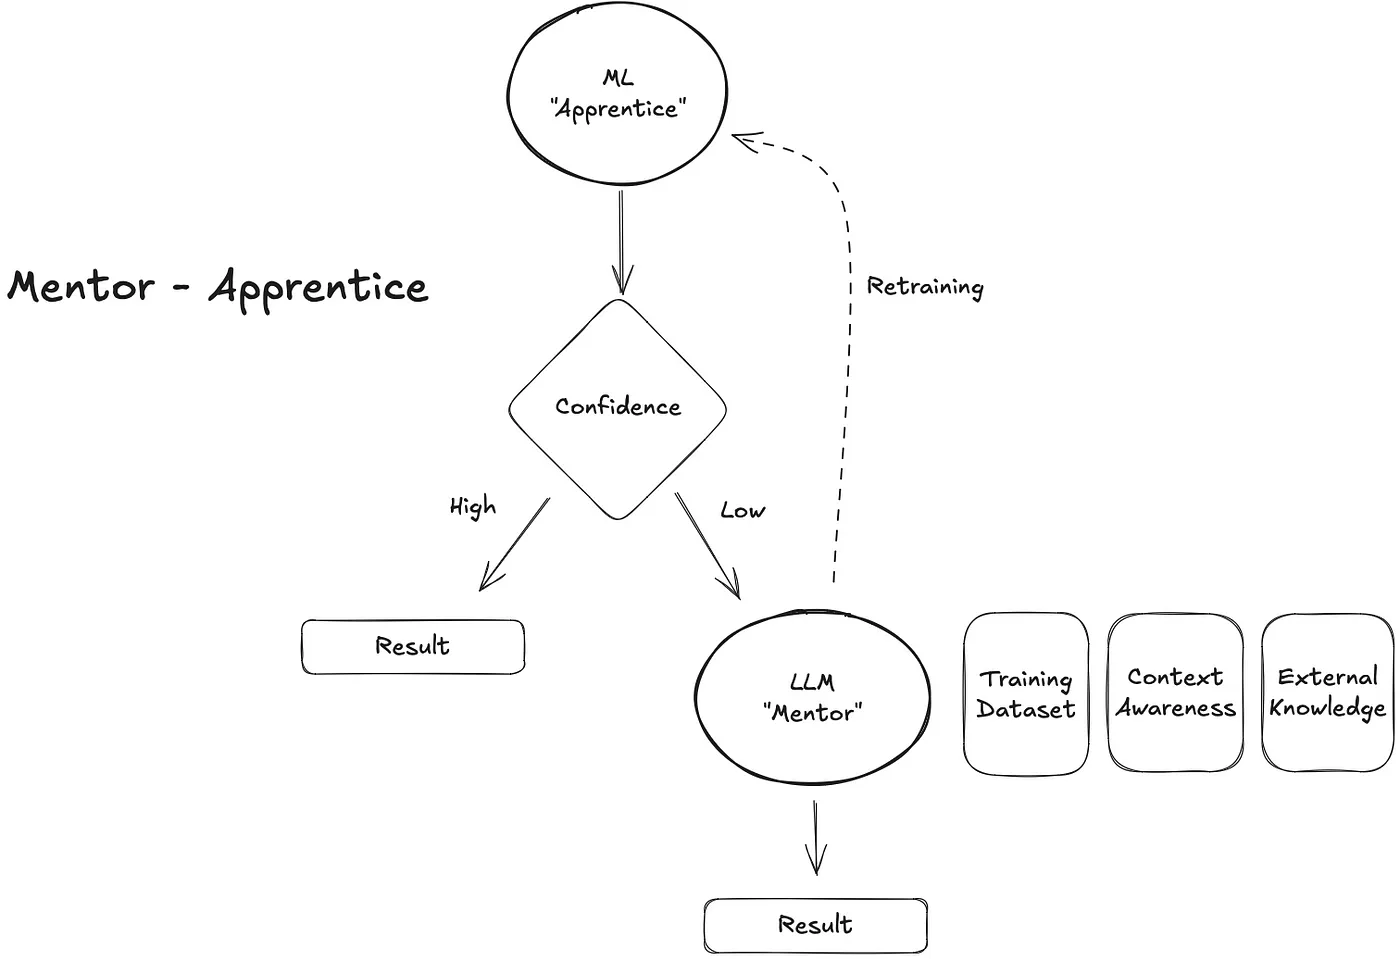 ML
"Apprentice"
Mentor - Apprentice
Retraining
Confidence
High
Low
Result
LLM
"Mentor"
Training
Dataset
Context
Awareness
External
Knowledge
Result